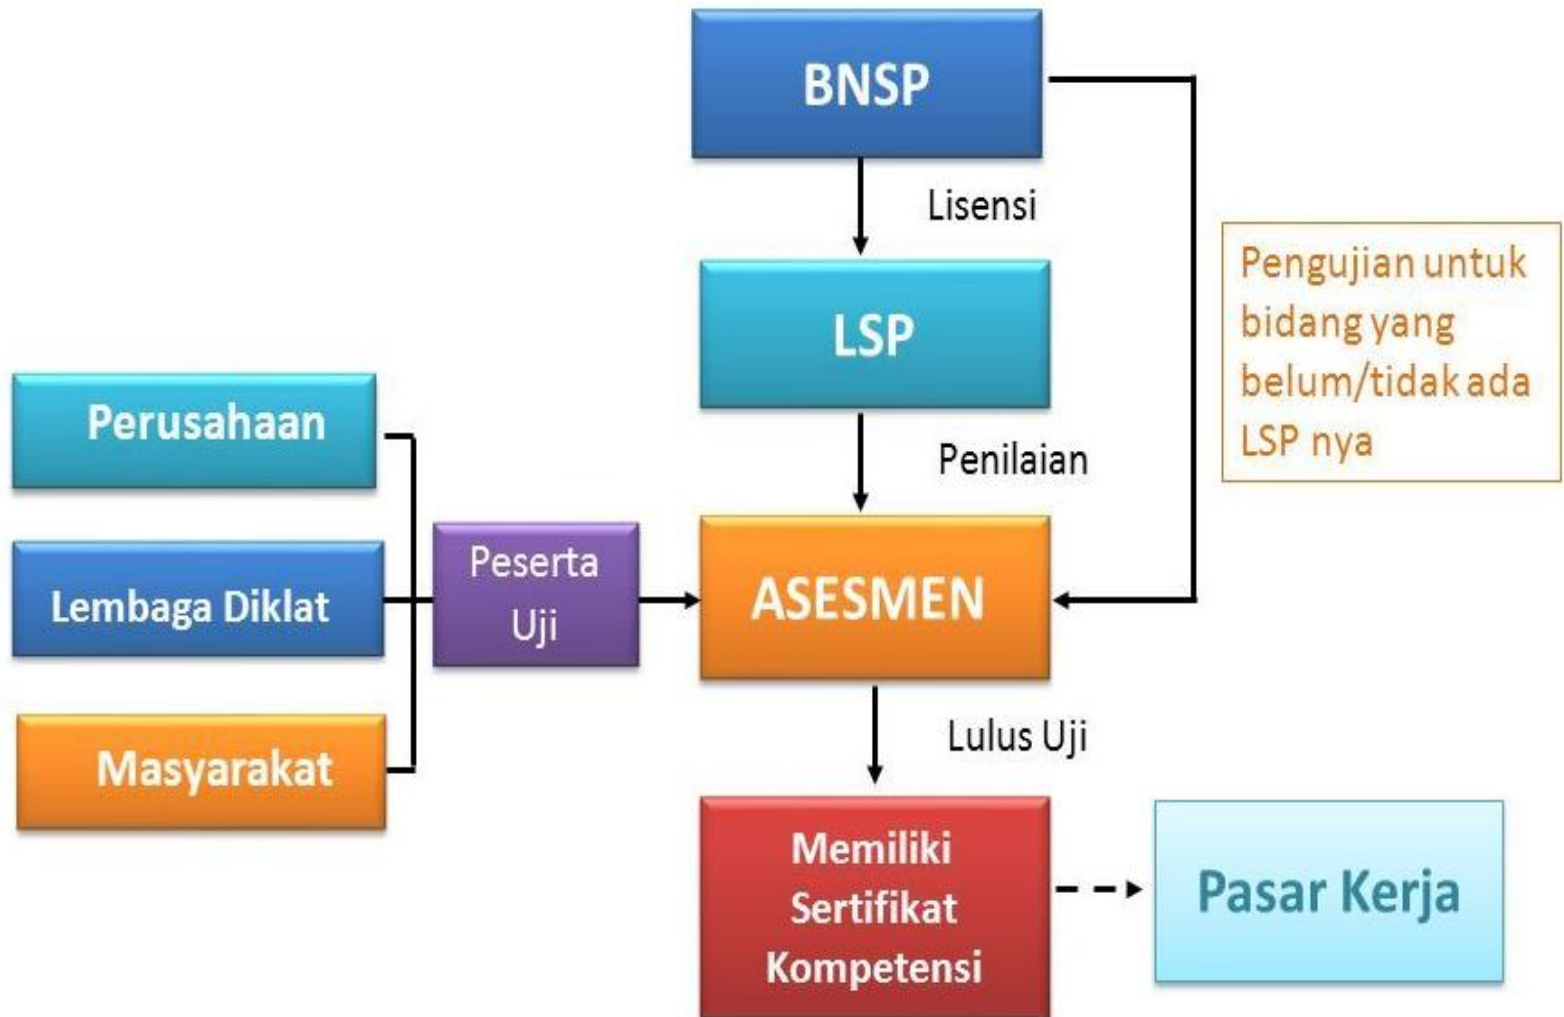 BNSP
Lisensi
LSP
Pengujian untuk
bidang yang
belum/tidak ada
LSP nya
Perusahaan
Penilaian
Lembaga Diklat
Peserta
Uji
ASESMEN
Masyarakat
Lulus Uji
Memiliki
Sertifikat
Kompetensi
Pasar Kerja